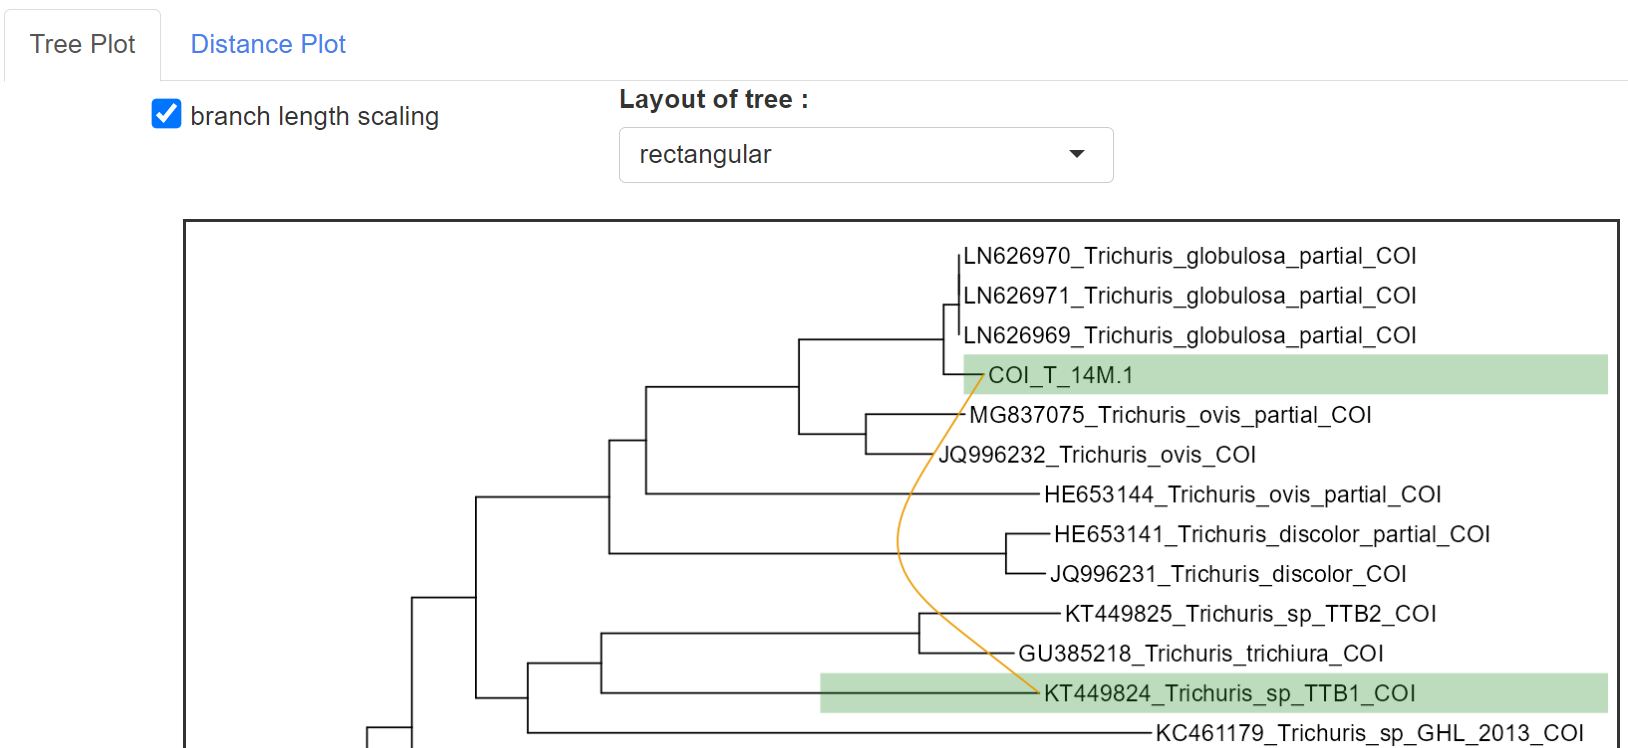 Tree Plot
Distance Plot
branch length scaling
Layout of tree :
rectangular
LN626970_Trichuris_globulosa_partial_COI
LN626971_Trichuris_globulosa_partial_COI
LN626969_Trichuris_globulosa_partial_COI
COI_T_14M.1
MG837075_Trichuris_ovis_partial_COI
JQ996232_Trichuris_ovis_COI
HE653144_Trichuris_ovis_partial_COI
HE653141_Trichuris_discolor_partial_COI
JQ996231_Trichuris_discolor_COI
KT449825_Trichuris_sp_TTB2_COI
GU385218_Trichuris_trichiura_COI
KT449824_Trichuris_sp_TTB1_COI
KC461179_Trichuris_sp_GHL_2013_COI